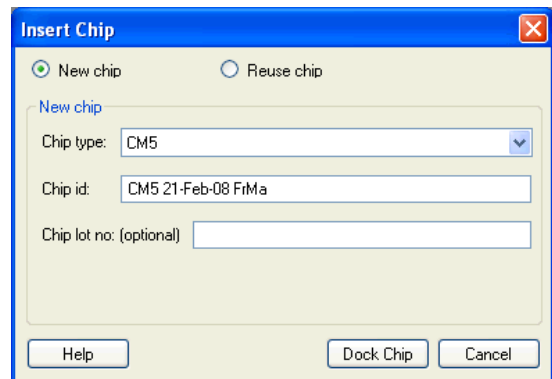 Insert Chip
New chip Reuse chip
New chip
Chip type: CM5
Chip id: CM5 21-Feb-08 FrMa
Chip lot no: (optional)
Help Dock Chip Cancel